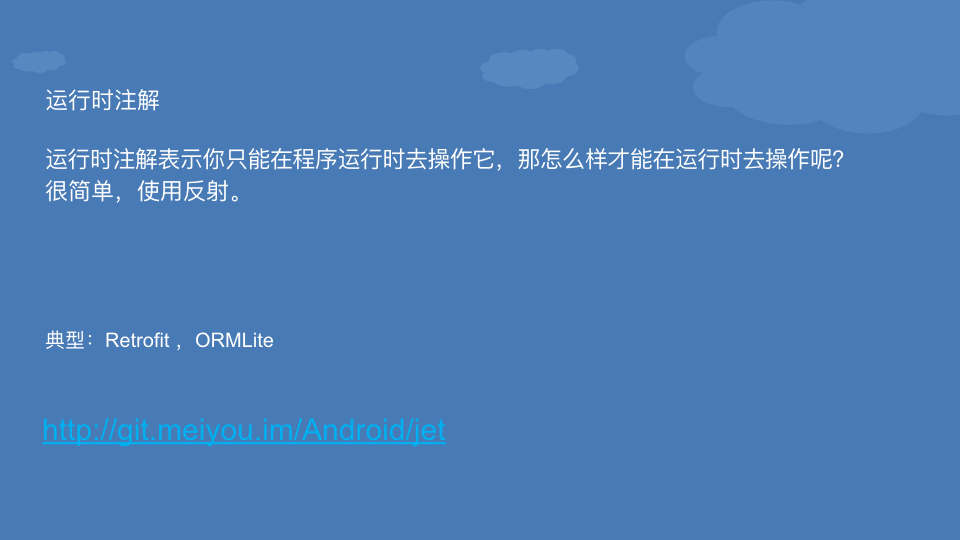 运行时注解
运行时注解表示你只能在程序运行时去操作它，那怎么样才能在运行时去操作呢？
很简单，使用反射。
典型：Retrofit ，ORMLite
http://git.meiyou.im/Android/jet